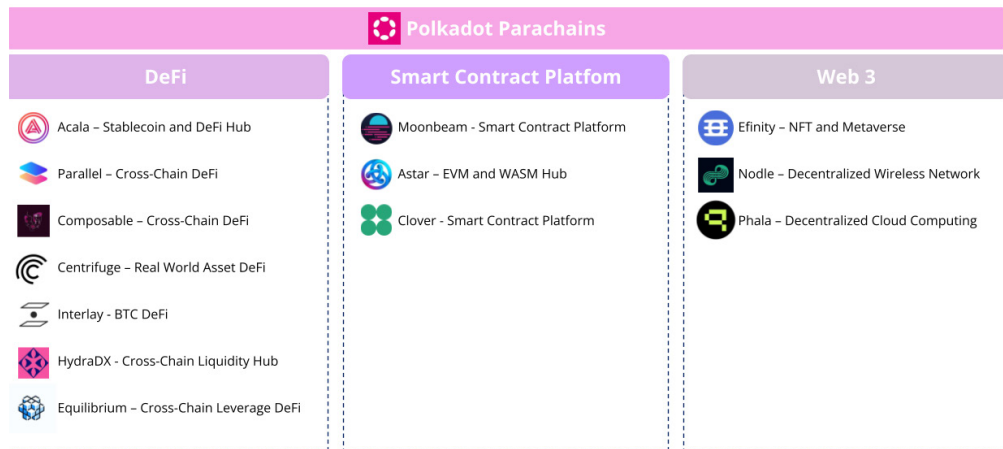 Polkadot Parachains
DeFi
Acala – Stablecoin and DeFi Hub
Parallel – Cross-Chain DeFi
Composable – Cross-Chain DeFi
Centrifuge – Real World Asset DeFi
Interlay - BTC DeFi
HydraDX - Cross-Chain Liquidity Hub
Equilibrium – Cross-Chain Leverage DeFi
Smart Contract Platfom
Moonbeam - Smart Contract Platform
Astar – EVM and WASM Hub
Clover - Smart Contract Platform
Web 3
Efinity – NFT and Metaverse
Nodle – Decentralized Wireless Network
Phala – Decentralized Cloud Computing